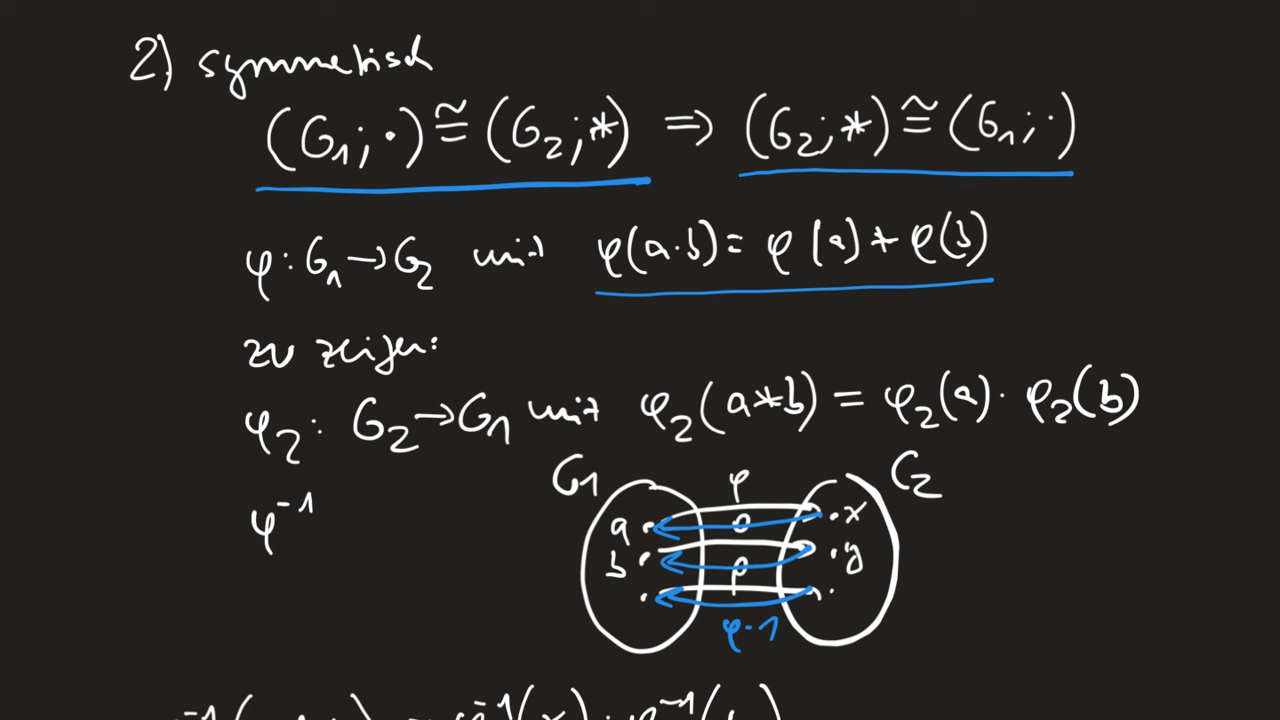 2) symmetrisch
(G₁; ·) ≅ (G₂; *) ⇒ (G₂; *) ≅ (G₁; ·)
φ : G₁ → G₂ mit φ(a·b) = φ(a) * φ(b)
zu zeigen:
φ₂ : G₂ → G₁ mit φ₂(a*b) = φ₂(a) · φ₂(b)
G₁ φ G₂
φ⁻¹
a x
b y
φ⁻¹